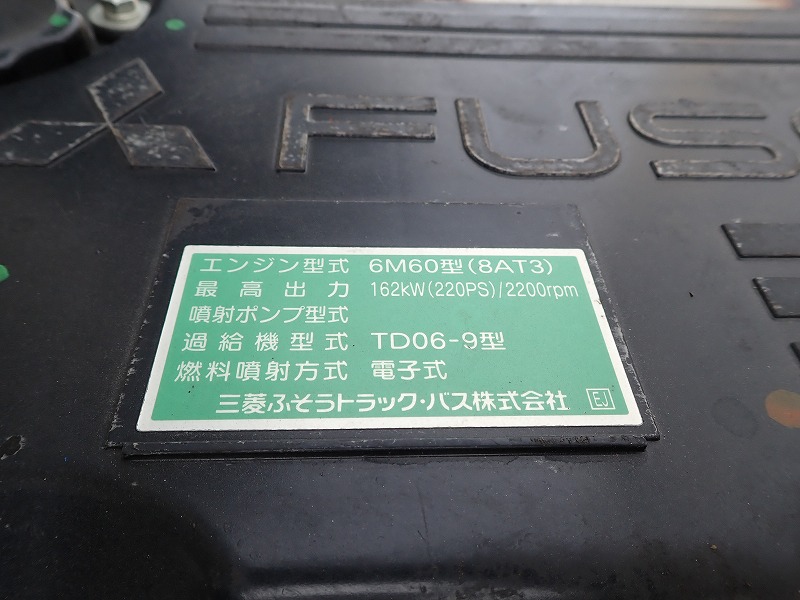 FUS
エンジン型式 6M60型(8AT3)
最高出力 162kW(220PS)/2200rpm
噴射ポンプ型式
過給機型式 TD06-9型
燃料噴射方式 電子式
三菱ふそうトラック・バス株式会社 EJ